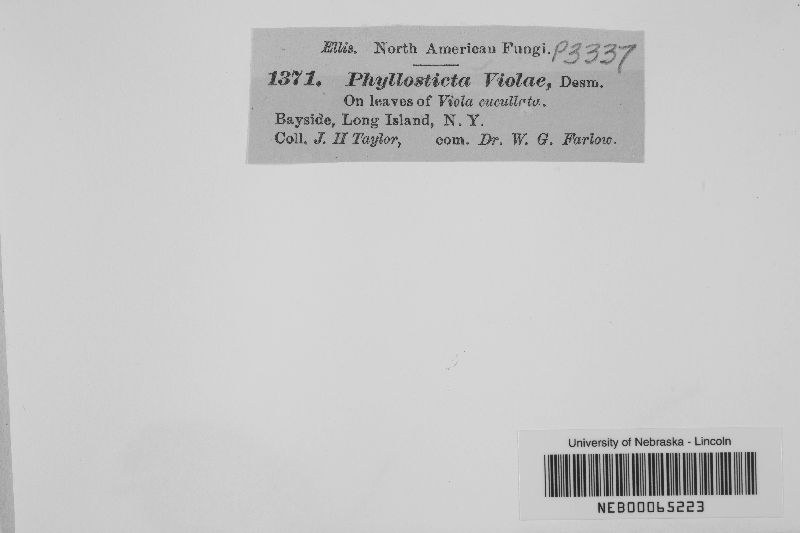 Ellis. North American Fungi. P3337
1371. Phyllosticta Violae, Desm.
On leaves of Viola cucullata.
Bayside, Long Island, N. Y.
Coll. J. H Taylor, com. Dr. W. G. Farlow.
University of Nebraska - Lincoln
NEB00065223